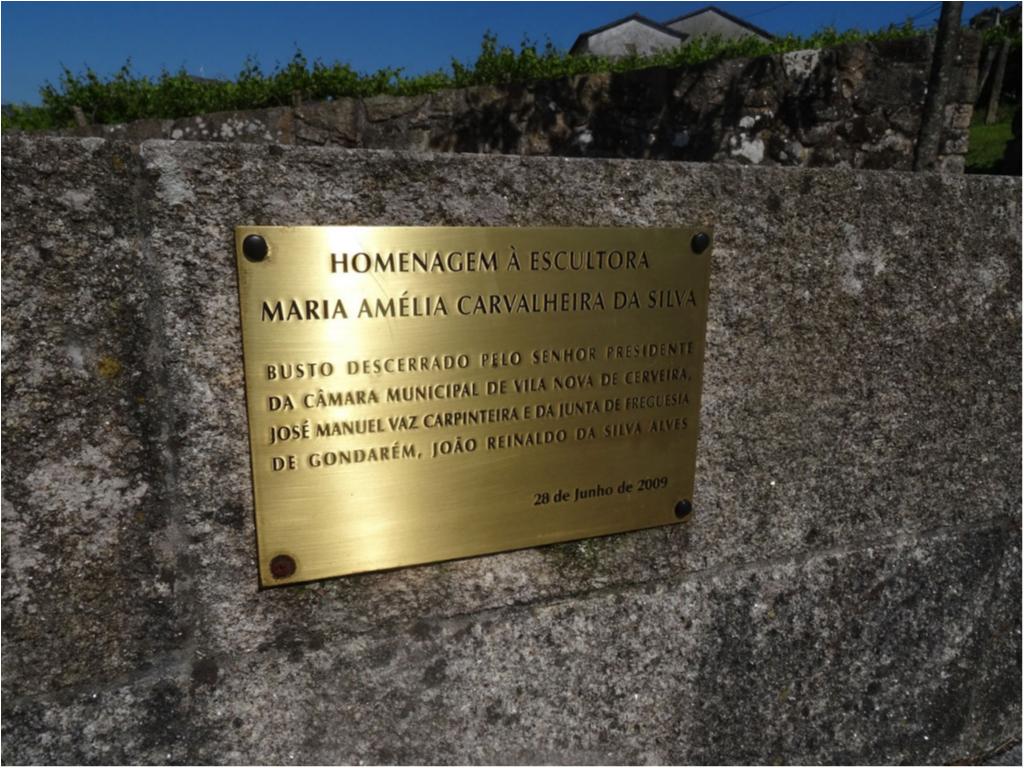 HOMENAGEM À ESCULTORA
MARIA AMÉLIA CARVALHEIRA DA SILVA
BUSTO DESCERRADO PELO SENHOR PRESIDENTE
DA CÂMARA MUNICIPAL DE VILA NOVA DE CERVEIRA,
JOSÉ MANUEL VAZ CARPINTEIRA E DA JUNTA DE FREGUESIA
DE GONDARÉM, JOÃO REINALDO DA SILVA ALVES
28 de Junho de 2009